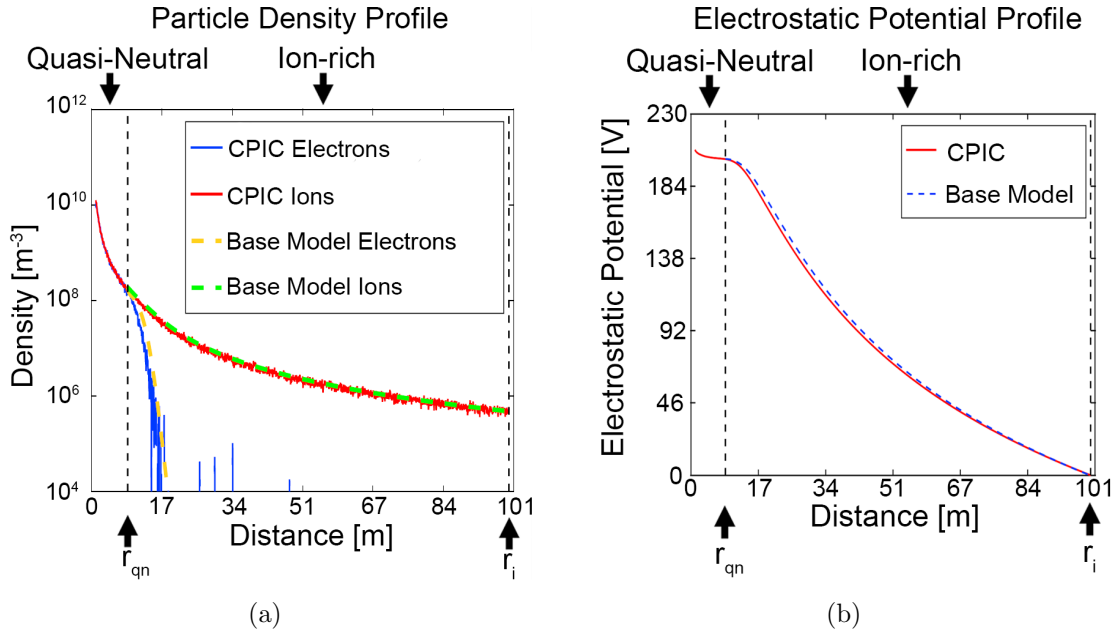 Particle Density Profile
Quasi-Neutral
Ion-rich
10^12
10^10
10^8
10^6
10^4
Density [m^-3]
CPIC Electrons
CPIC Ions
Base Model Electrons
Base Model Ions
0 17 34 50 67 84 101
Distance [m]
r_qn
r_i
(a)
Electrostatic Potential Profile
Quasi-Neutral
Ion-rich
230
184
138
92
46
0
Electrostatic Potential [V]
CPIC
Base Model
0 17 34 50 67 84 101
Distance [m]
r_qn
r_i
(b)